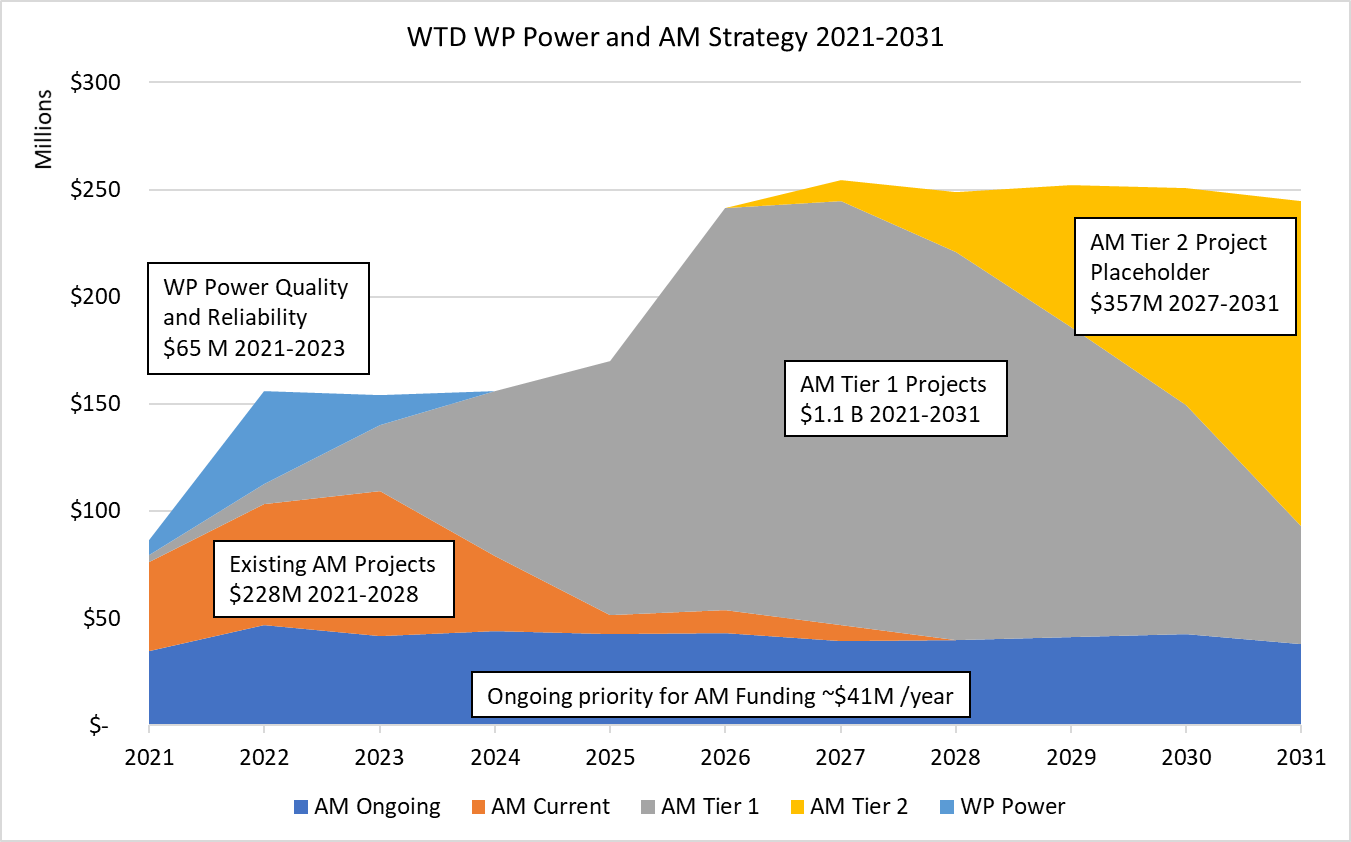 WTD WP Power and AM Strategy 2021-2031
Millions
$300
$250
$200
$150
$100
$50
$-
WP Power Quality
and Reliability
$65 M 2021-2023
AM Tier 2 Project
Placeholder
$357M 2027-2031
AM Tier 1 Projects
$1.1 B 2021-2031
Existing AM Projects
$228M 2021-2028
Ongoing priority for AM Funding ~$41M /year
2021 2022 2023 2024 2025 2026 2027 2028 2029 2030 2031
AM Ongoing AM Current AM Tier 1 AM Tier 2 WP Power